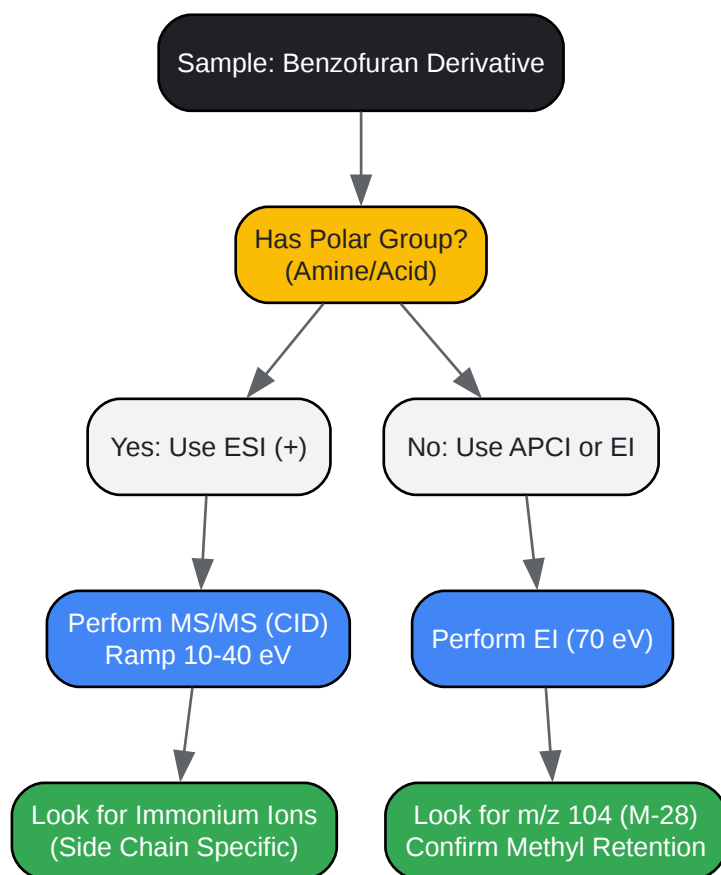 Sample: Benzofuran Derivative
Has Polar Group?
(Amine/Acid)
Yes: Use ESI (+)
No: Use APCI or EI
Perform MS/MS (CID)
Ramp 10-40 eV
Perform EI (70 eV)
Look for Immonium Ions
(Side Chain Specific)
Look for m/z 104 (M-28)
Confirm Methyl Retention